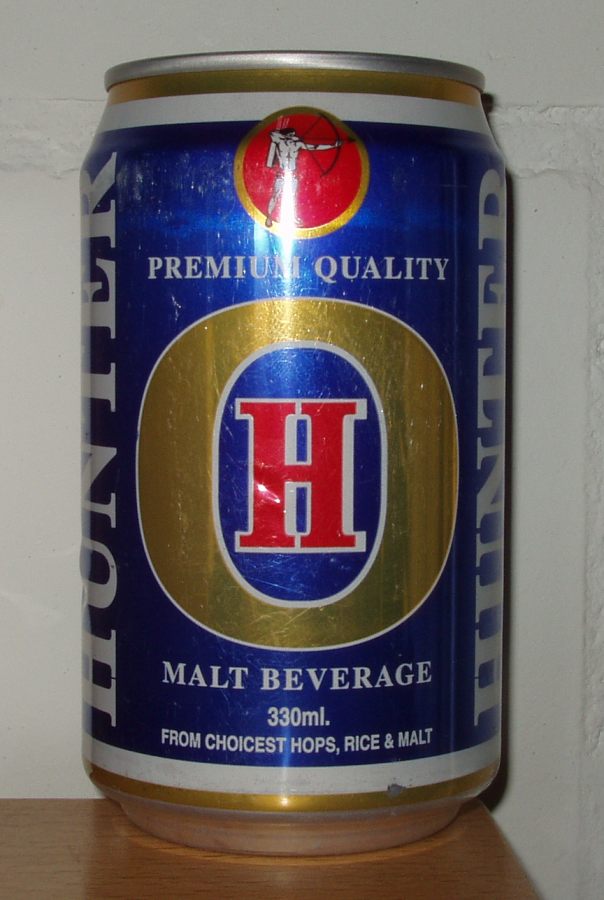 PREMIUM QUALITY
H
MALT BEVERAGE
330ml.
FROM CHOICEST HOPS, RICE & MALT
HUNTER
HUNTER